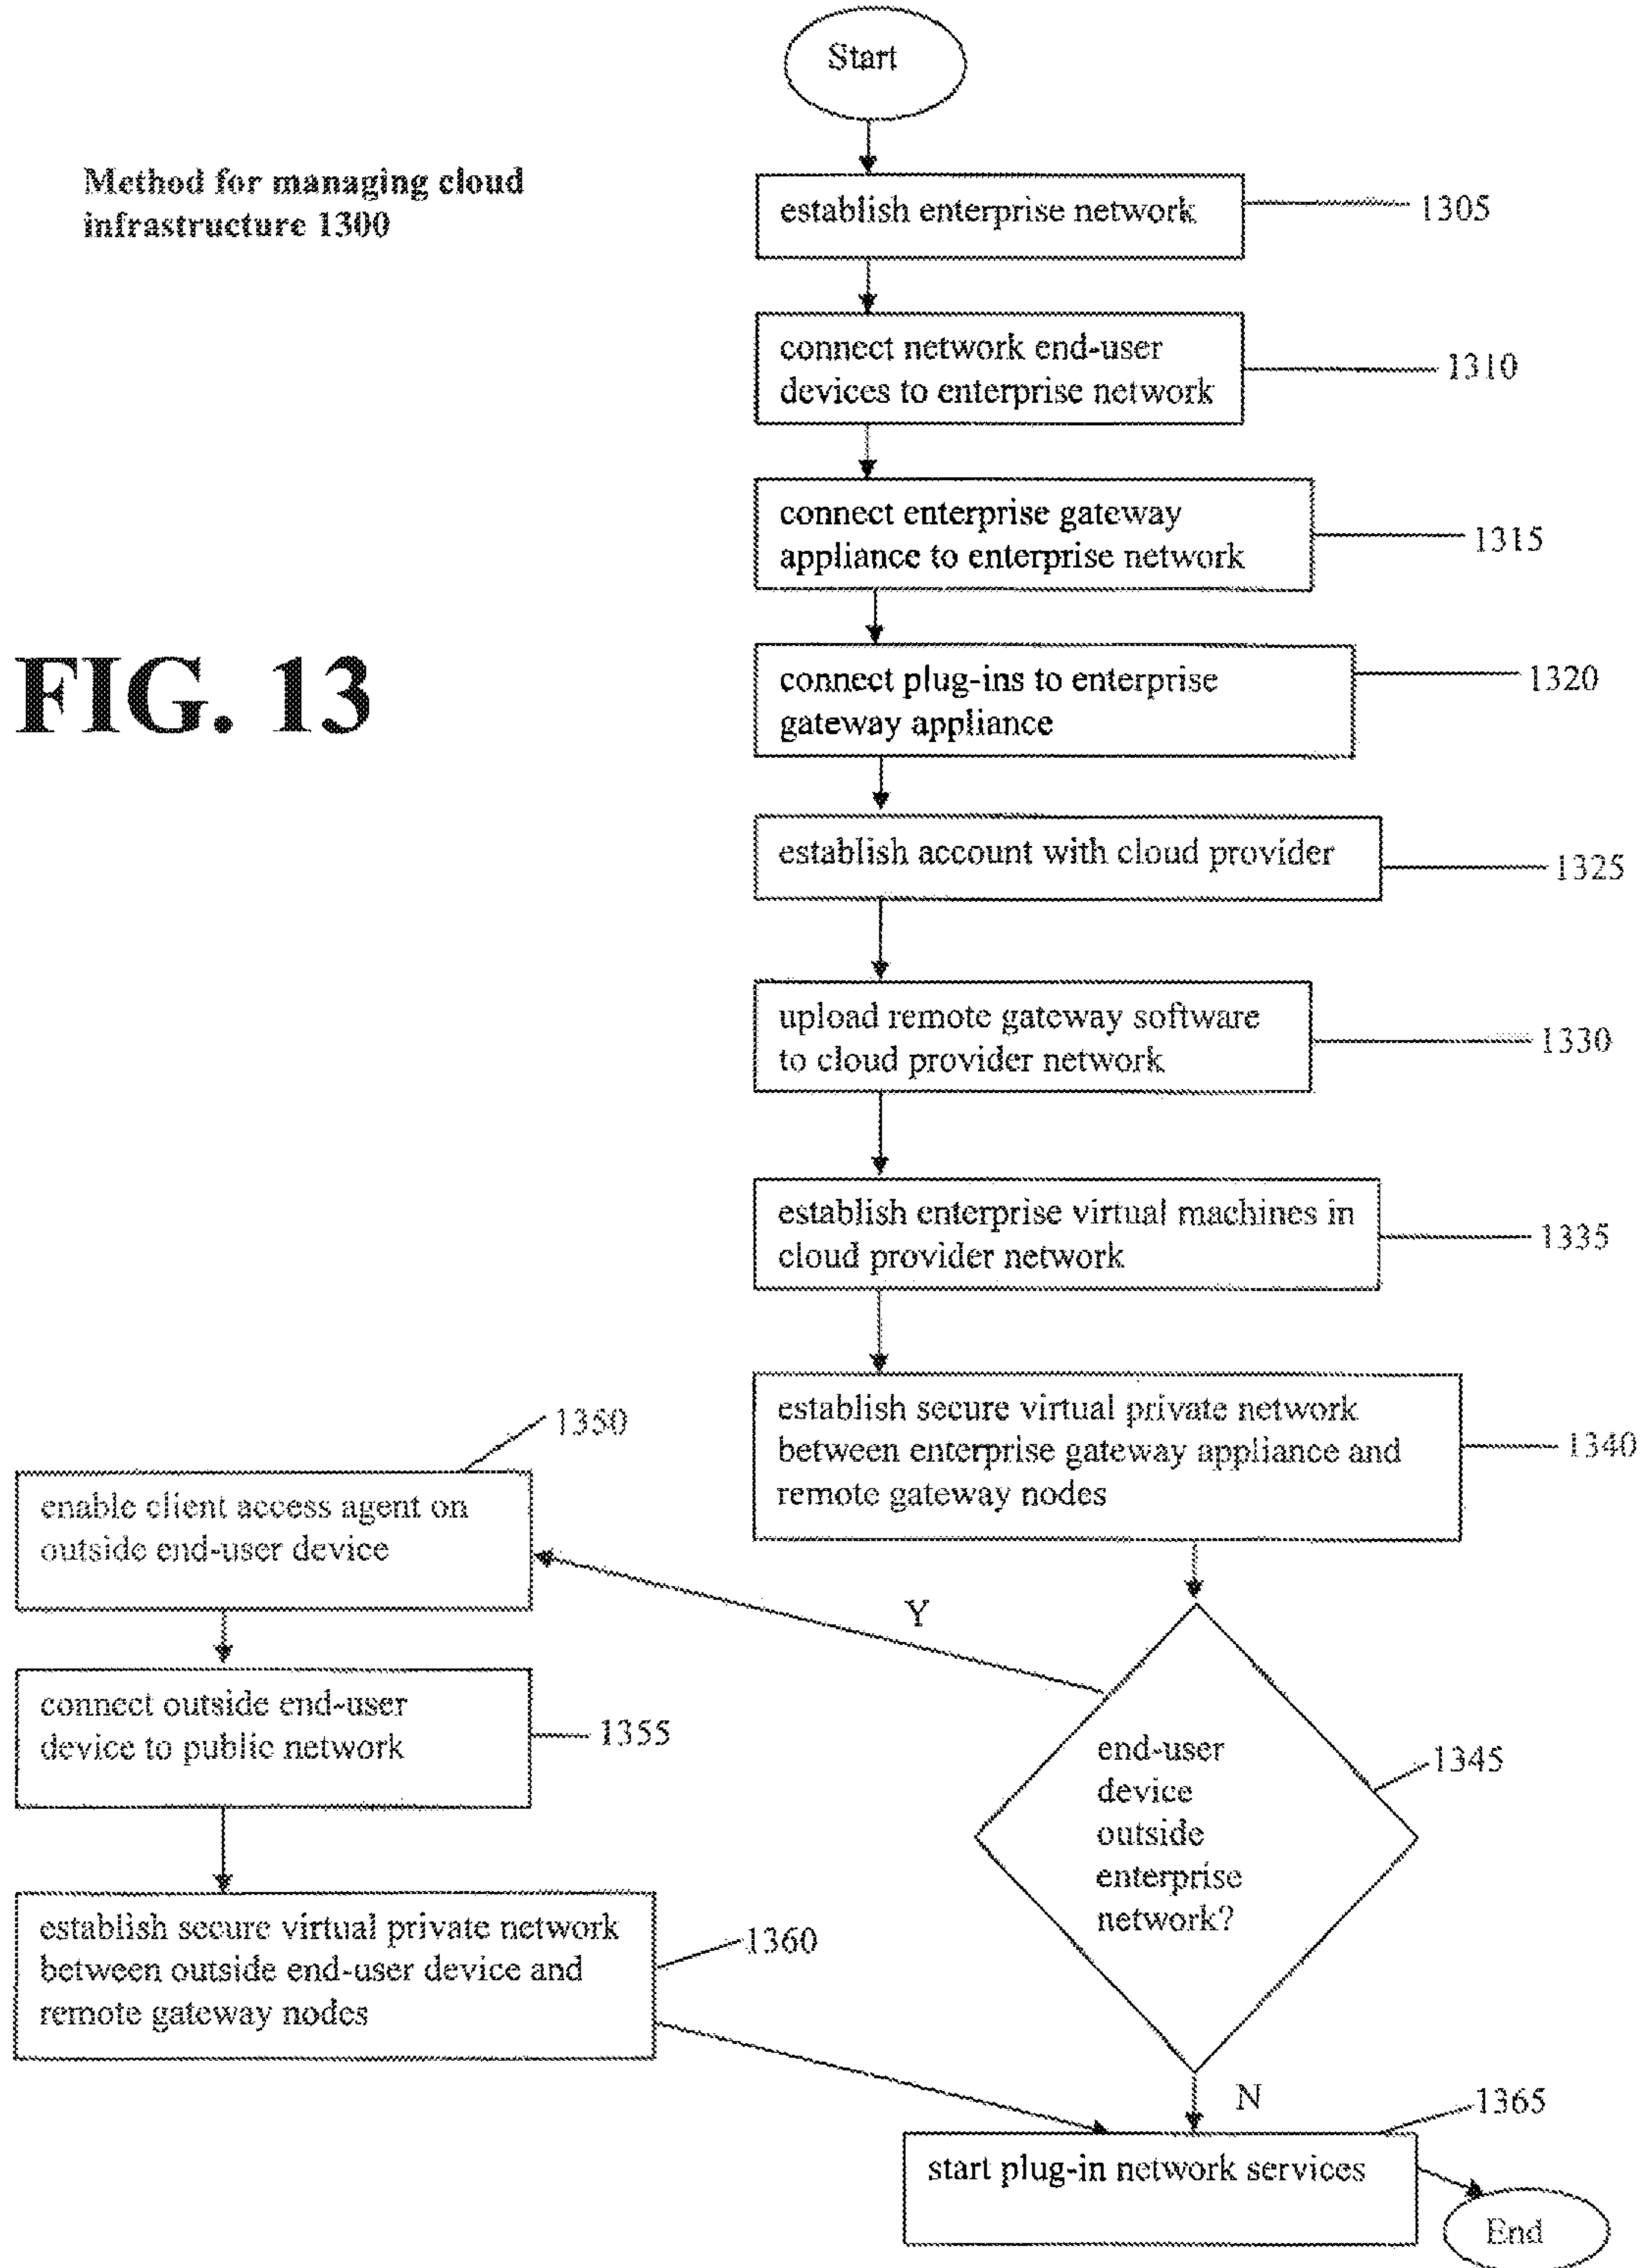 Start
Method for managing cloud
infrastructure 1300
establish enterprise network
1305
connect network end-user
devices to enterprise network
1310
connect enterprise gateway
appliance to enterprise network
1315
FIG. 13
connect plug-ins to enterprise
gateway appliance
1320
establish account with cloud provider
1325
upload remote gateway software
to cloud provider network
1330
establish enterprise virtual machines in
cloud provider network
1335
establish secure virtual private network
between enterprise gateway appliance and
remote gateway nodes
1340
end-user
device
outside
enterprise
network?
1345
Y
1350
enable client access agent on
outside end-user device
connect outside end-user
device to public network
1355
establish secure virtual private network
between outside end-user device and
remote gateway nodes
1360
N
1365
start plug-in network services
End